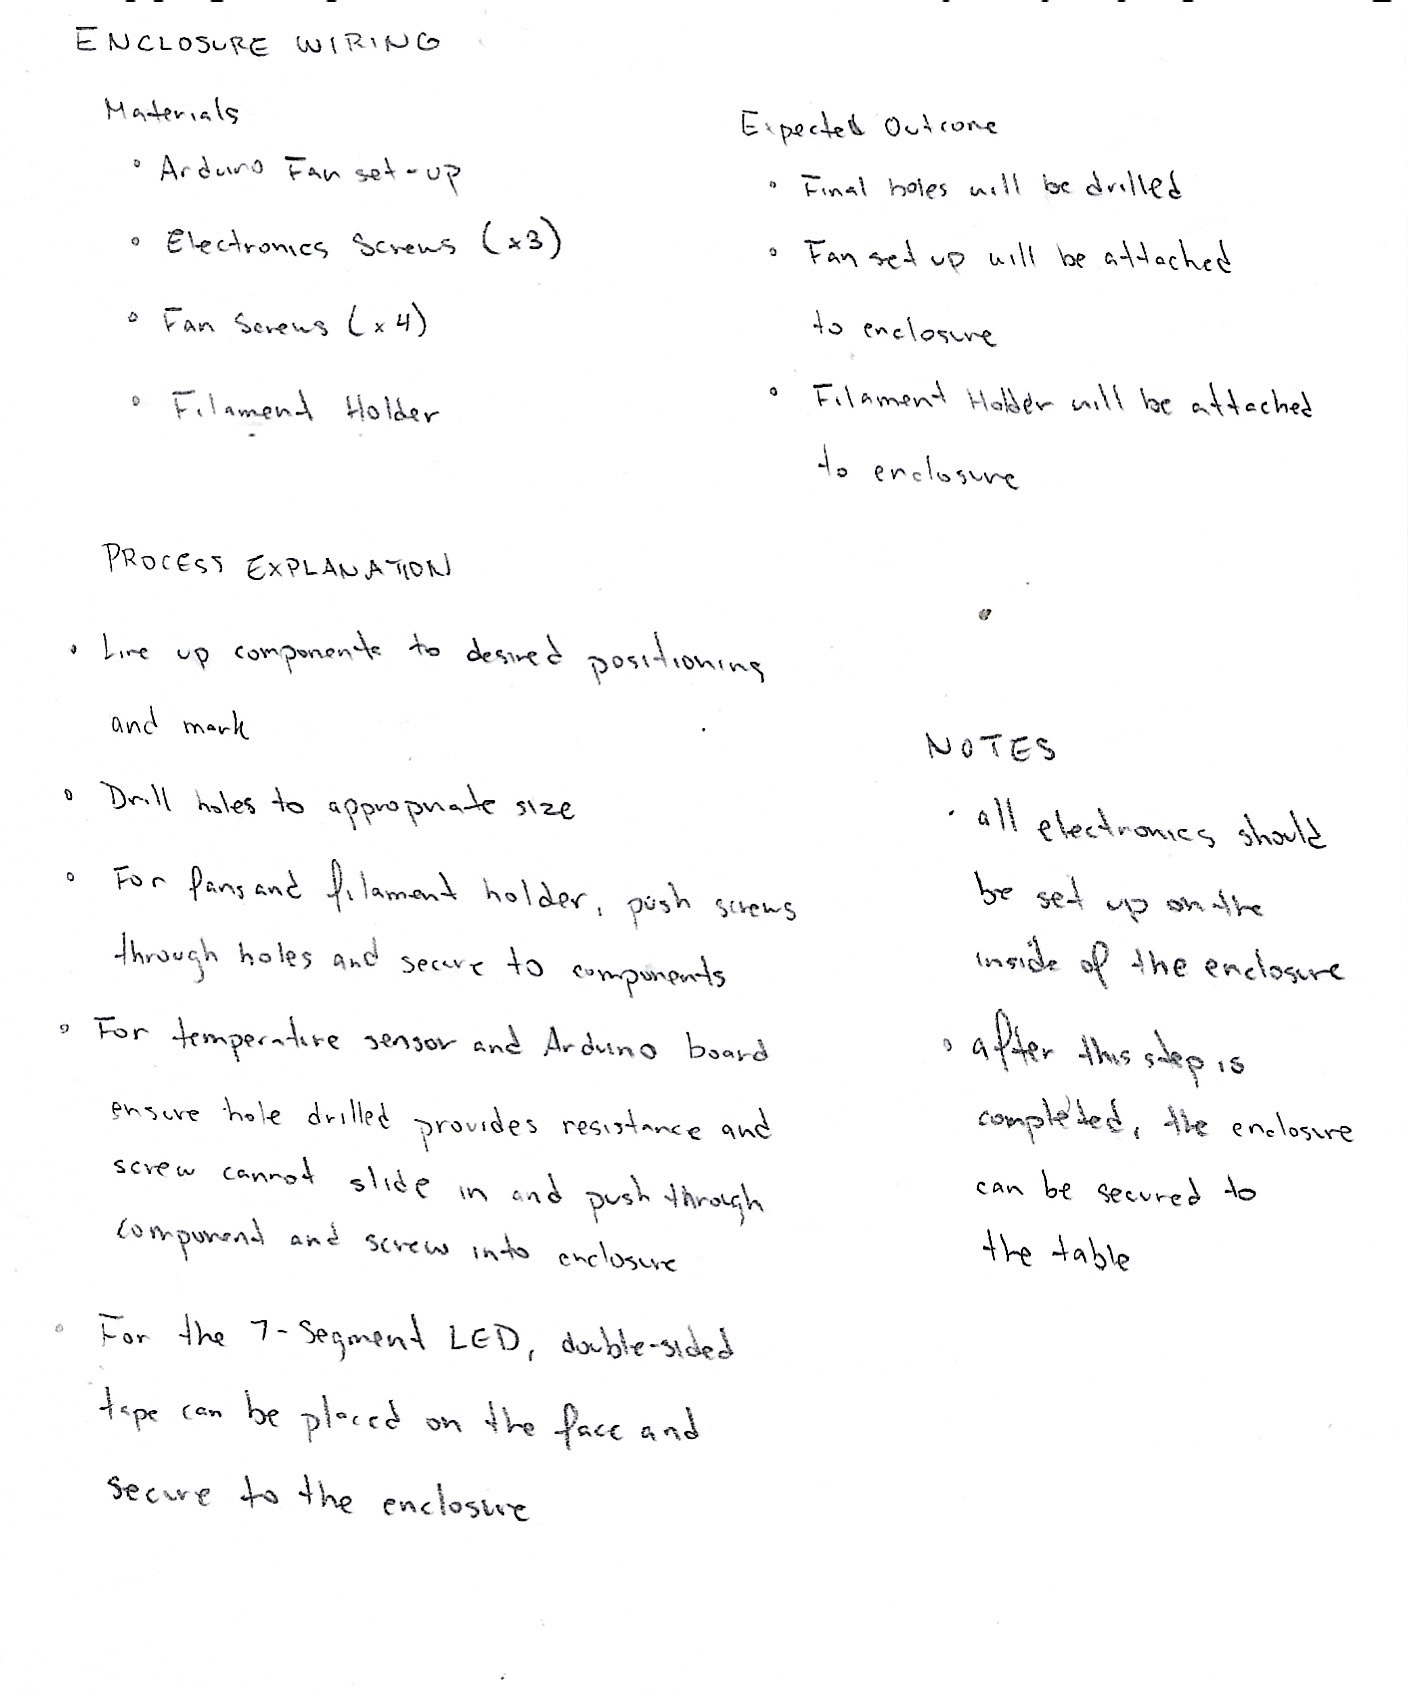 ENCLOSURE WIRING
Materials
◦ Arduino Fan set-up
◦ Electronics Screws (x3)
◦ Fan Screws (x4)
◦ Filament Holder
Expected Outcome
◦ Final holes will be drilled
◦ Fan set up will be attached
to enclosure
◦ Filament Holder will be attached
to enclosure
PROCESS EXPLANATION
◦ Line up components to desired positioning
and mark
◦ Drill holes to appropriate size
◦ For fans and filament holder, push screws
through holes and secure to components
◦ For temperature sensor and Arduino board
ensure hole drilled provides resistance and
screw cannot slide in and push through
component and screw into enclosure
◦ For the 7-Segment LED, double-sided
tape can be placed on the face and
secure to the enclosure
NOTES
· all electronics should
be set up on the
inside of the enclosure
◦ after this step is
completed, the enclosure
can be secured to
the table